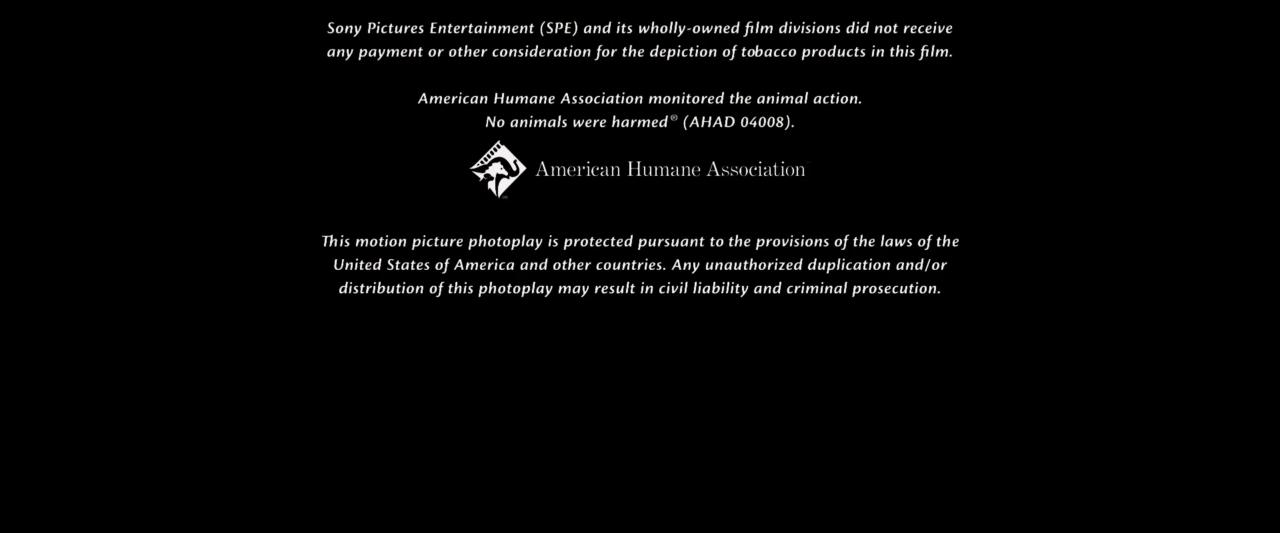 Sony Pictures Entertainment (SPE) and its wholly-owned film divisions did not receive
any payment or other consideration for the depiction of tobacco products in this film.
American Humane Association monitored the animal action.
No animals were harmed® (AHAD 04008).
American Humane Association
This motion picture photoplay is protected pursuant to the provisions of the laws of the
United States of America and other countries. Any unauthorized duplication and/or
distribution of this photoplay may result in civil liability and criminal prosecution.